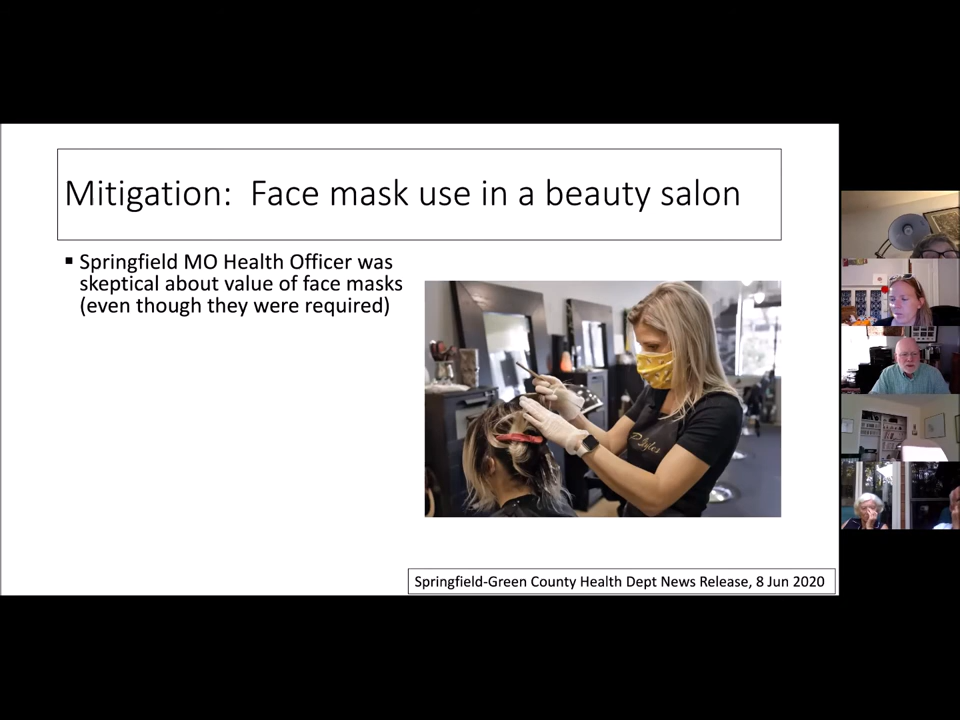 Mitigation:  Face mask use in a beauty salon
▪ Springfield MO Health Officer was
skeptical about value of face masks
(even though they were required)
Springfield-Green County Health Dept News Release, 8 Jun 2020